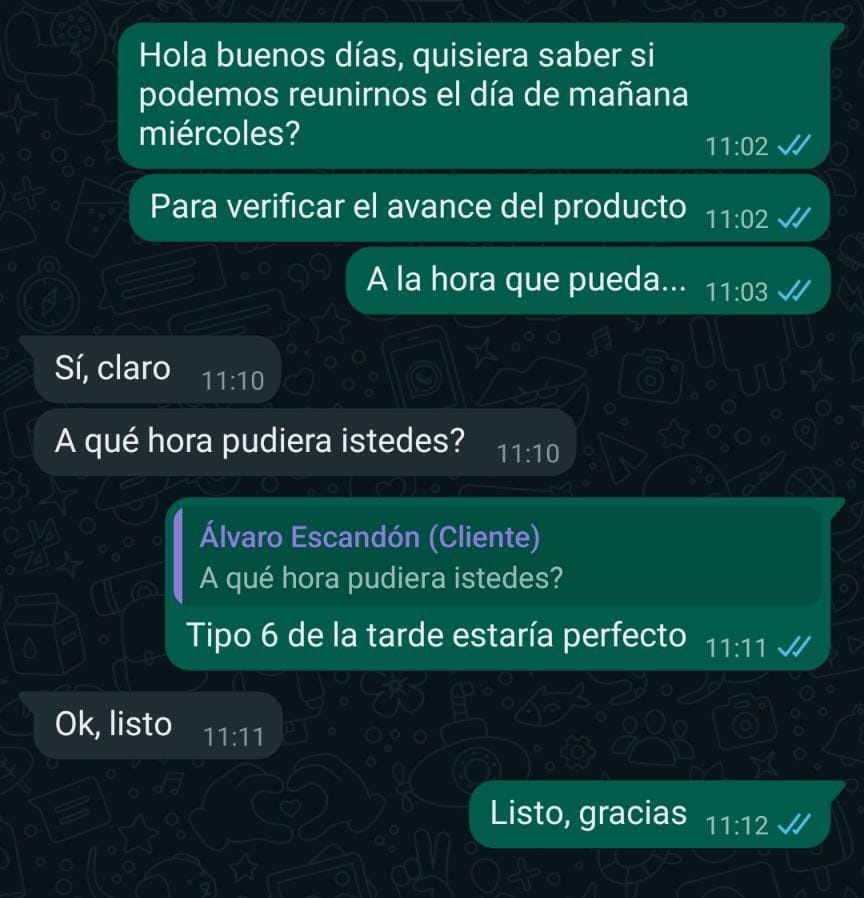 Hola buenos días, quisiera saber si
podemos reunirnos el día de mañana
miércoles?
11:02
Para verificar el avance del producto
11:02
A la hora que pueda...
11:03
Sí, claro
11:10
A qué hora pudiera istedes?
11:10
Álvaro Escandón (Cliente)
A qué hora pudiera istedes?
Tipo 6 de la tarde estaría perfecto
11:11
Ok, listo
11:11
Listo, gracias
11:12